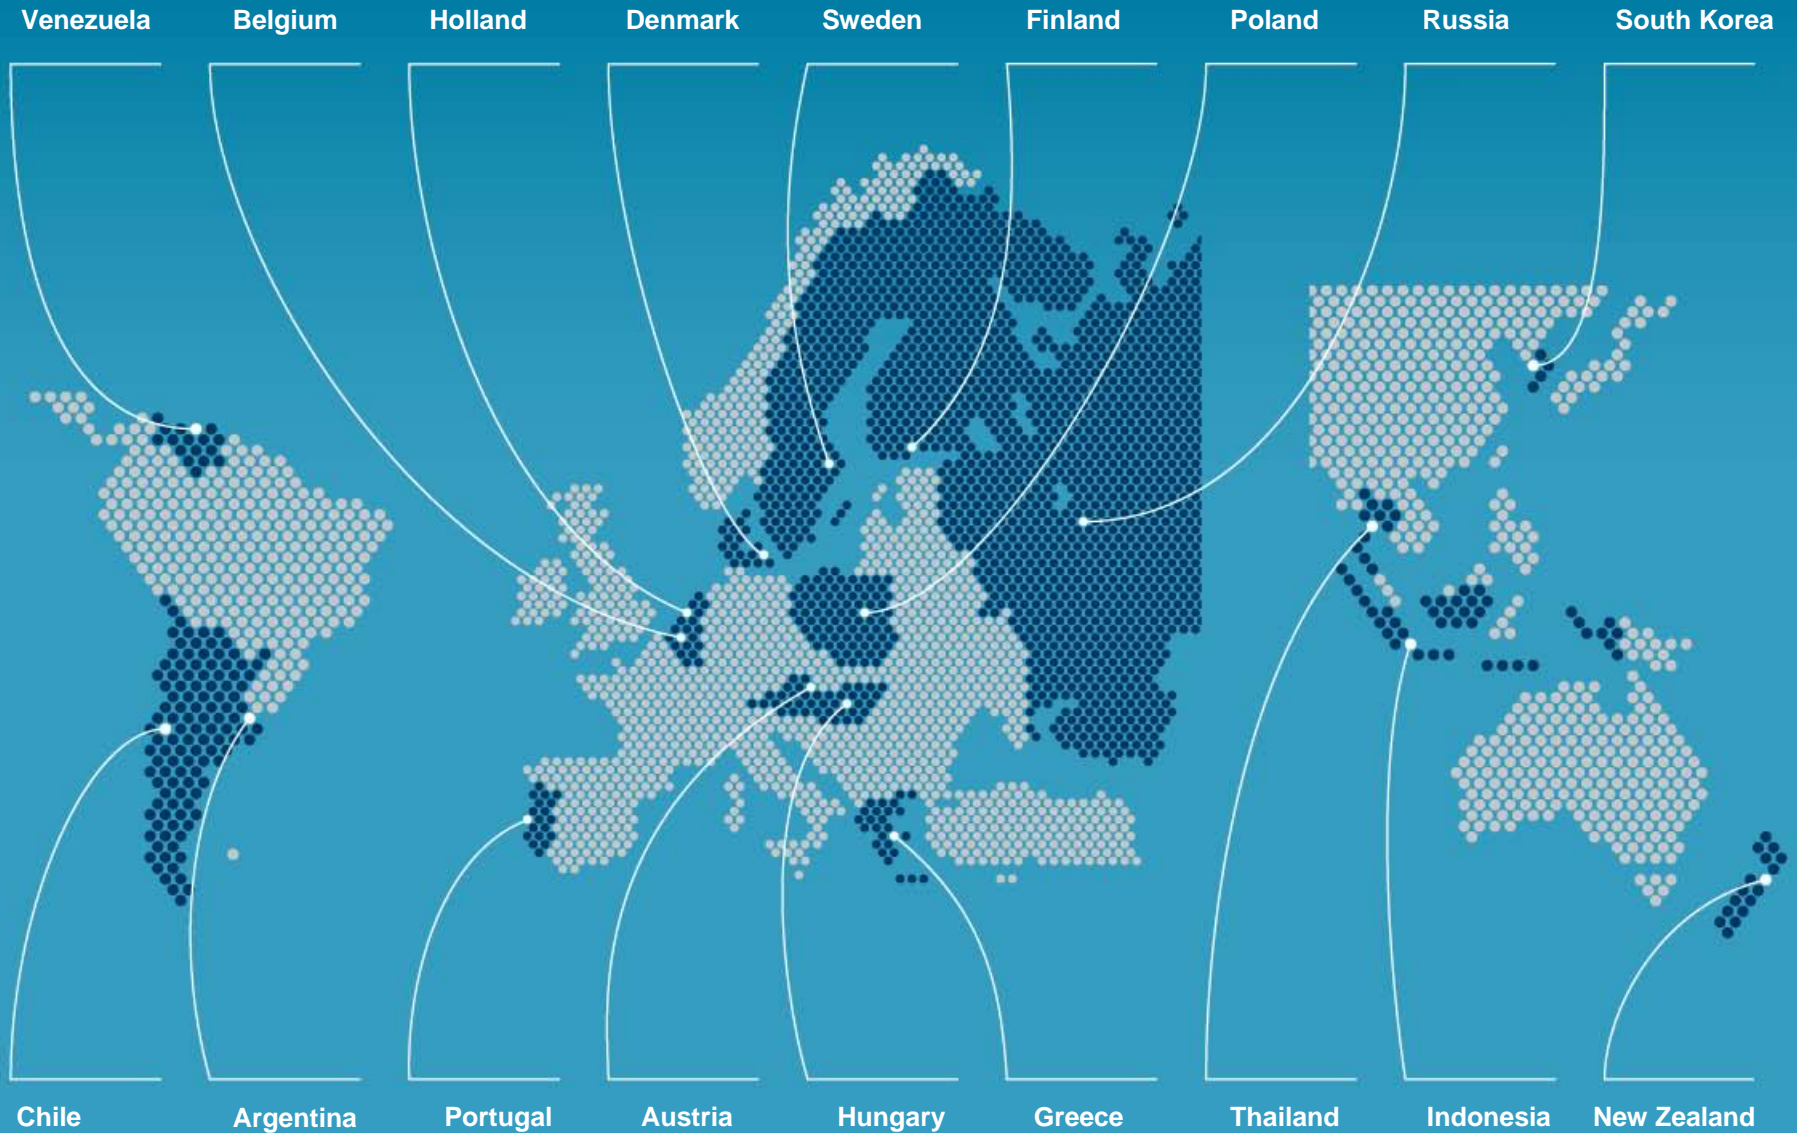 Venezuela Belgium Holland Denmark Sweden Finland Poland Russia South Korea
Chile Argentina Portugal Austria Hungary Greece Thailand Indonesia New Zealand